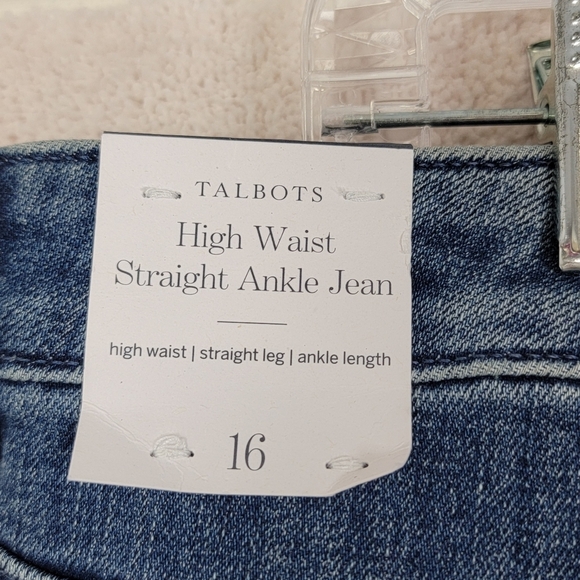 TALBOTS
High Waist
Straight Ankle Jean
high waist | straight leg | ankle length
16